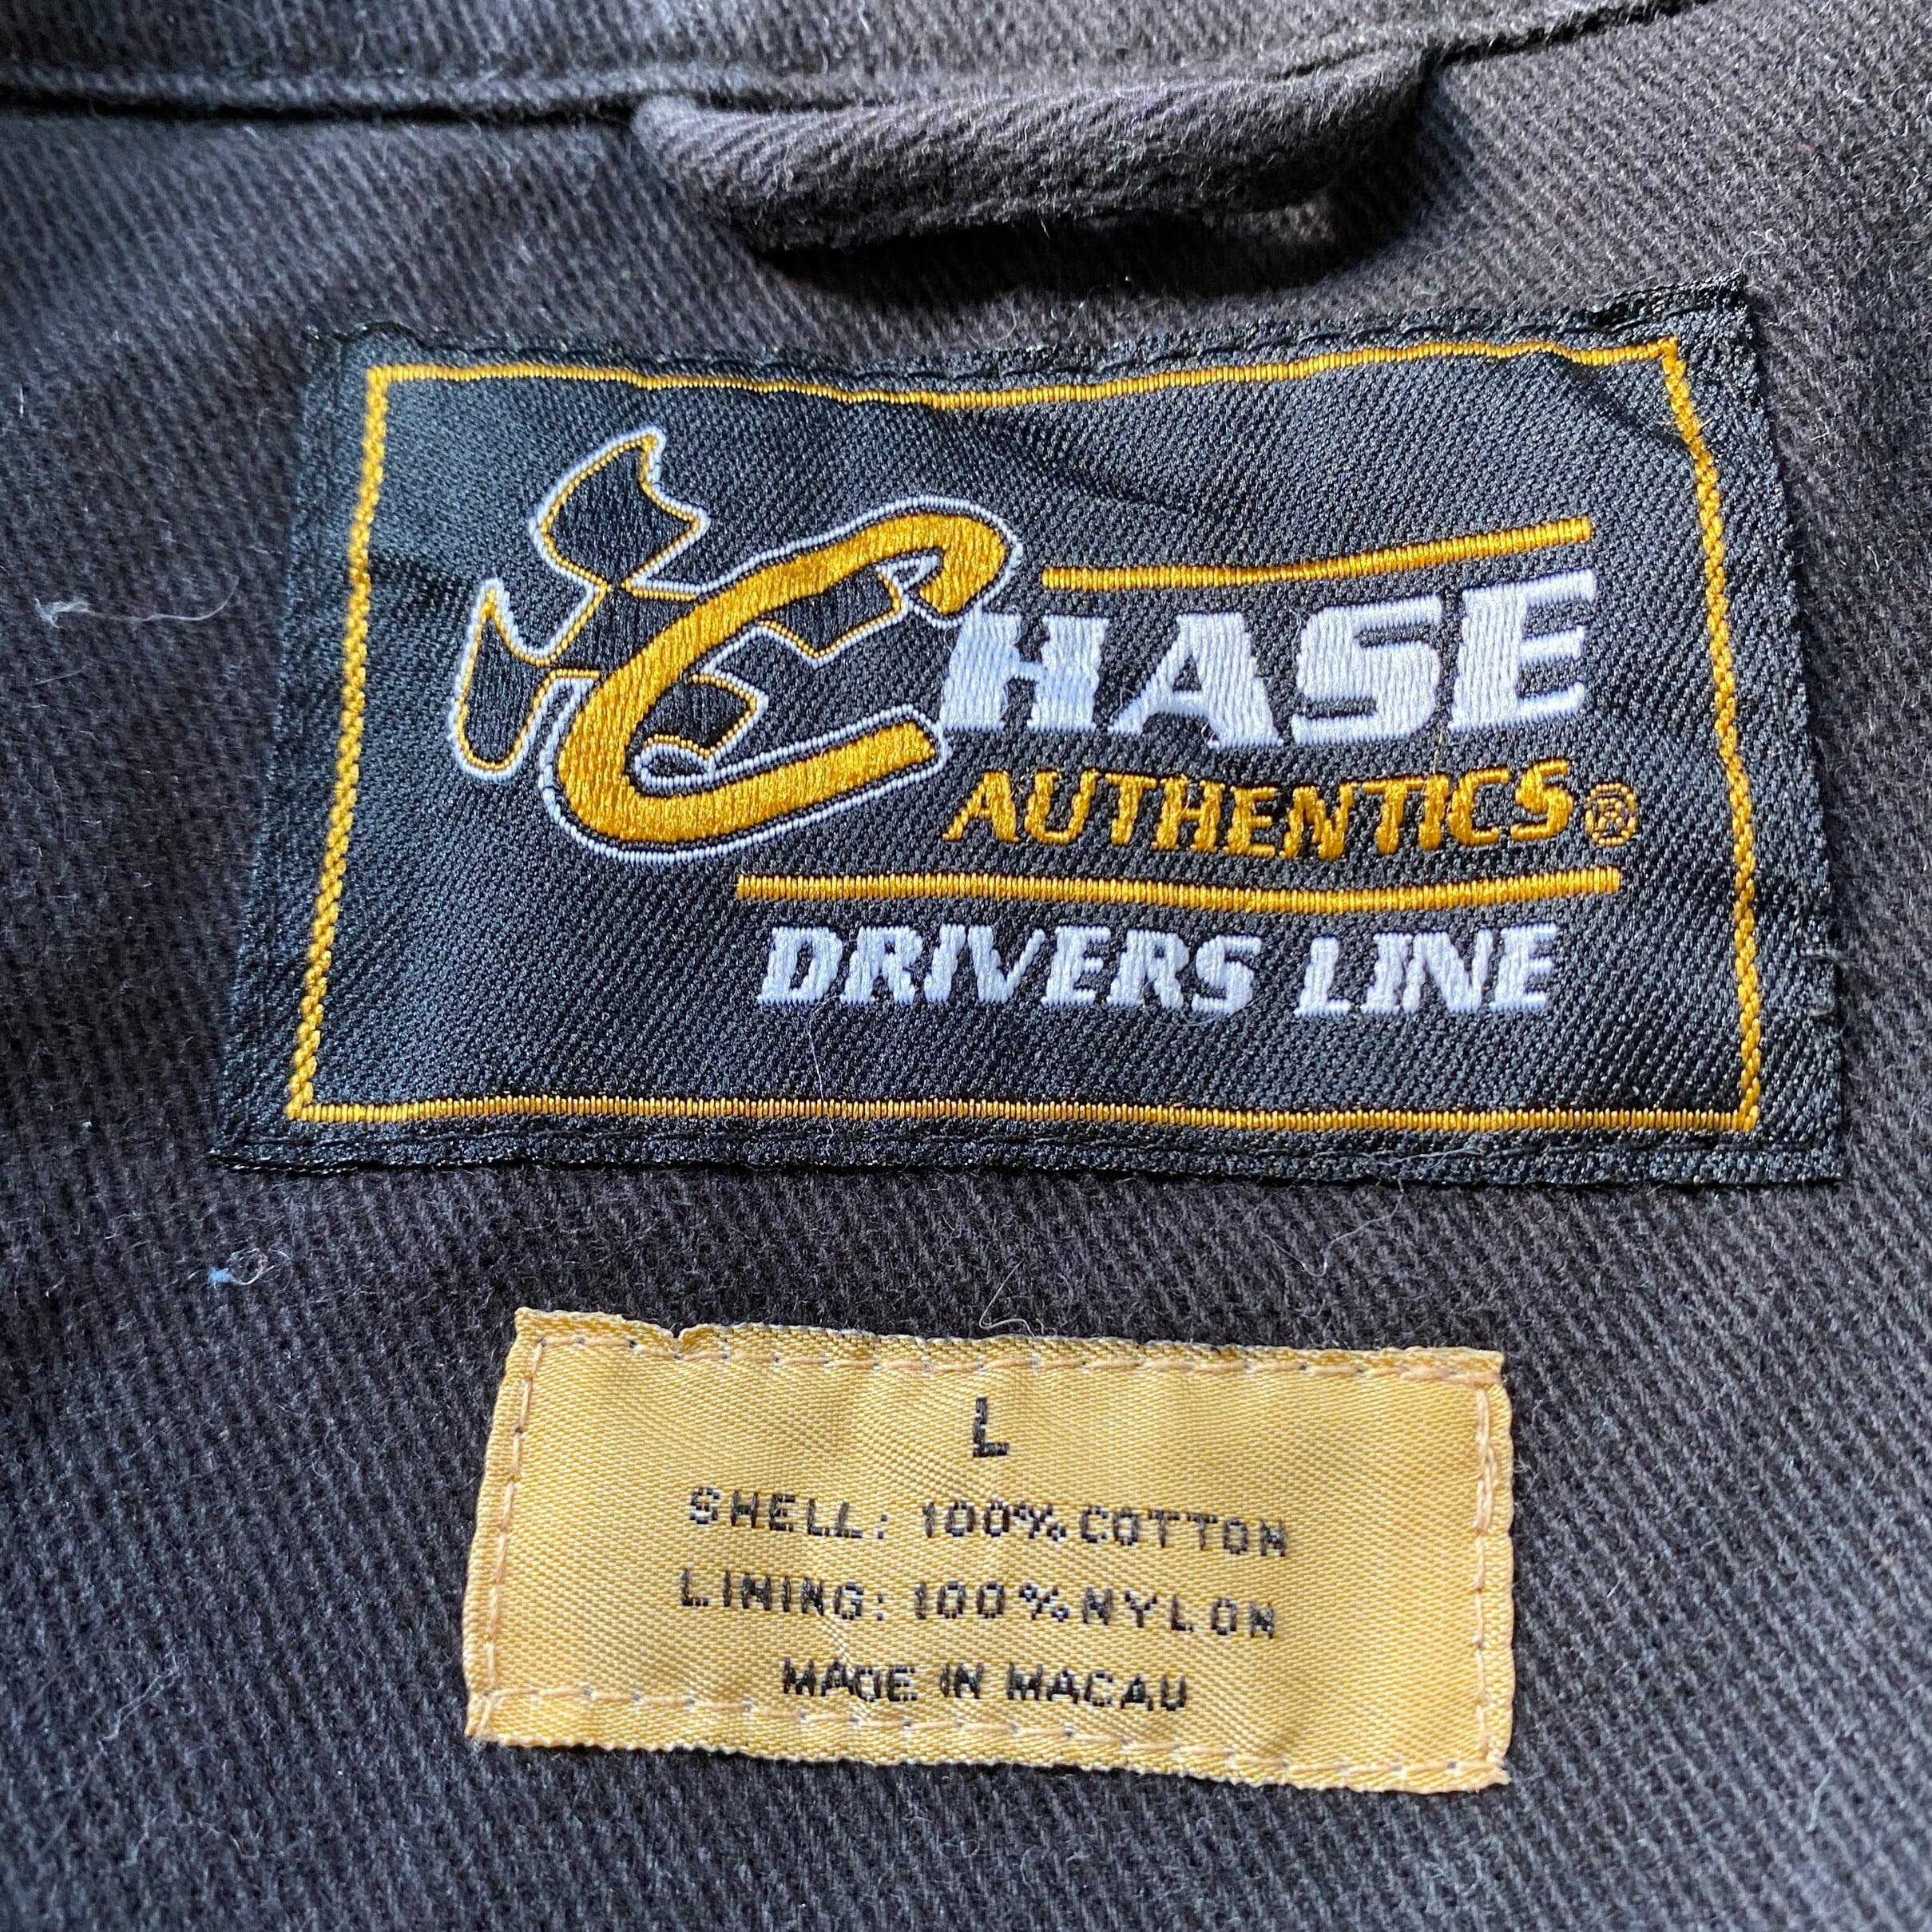 CHASE
AUTHENTICS®
DRIVERS LINE
L
SHELL: 100% COTTON
LINING: 100% NYLON
MADE IN MACAU